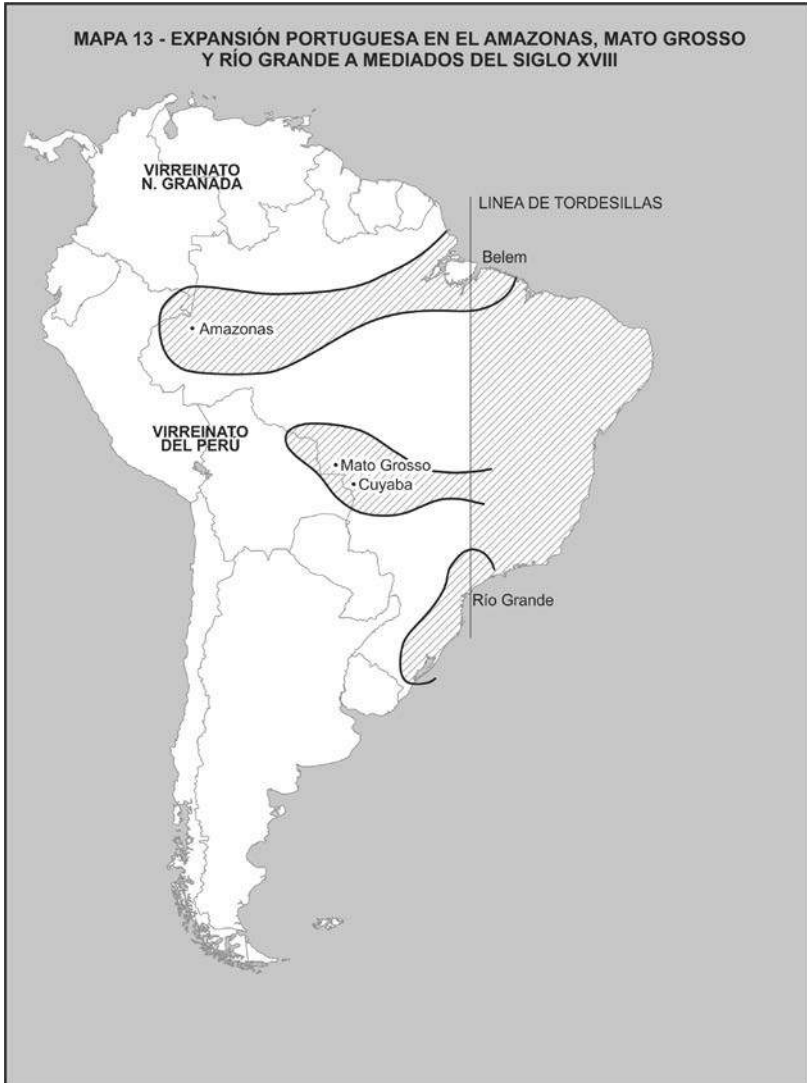 MAPA 13 - EXPANSIÓN PORTUGUESA EN EL AMAZONAS, MATO GROSSO
Y RÍO GRANDE A MEDIADOS DEL SIGLO XVIII
VIRREINATO
N. GRANADA
LINEA DE TORDESILLAS
Belem
Amazonas
VIRREINATO
DEL PERÚ
Mato Grosso
Cuyaba
Río Grande